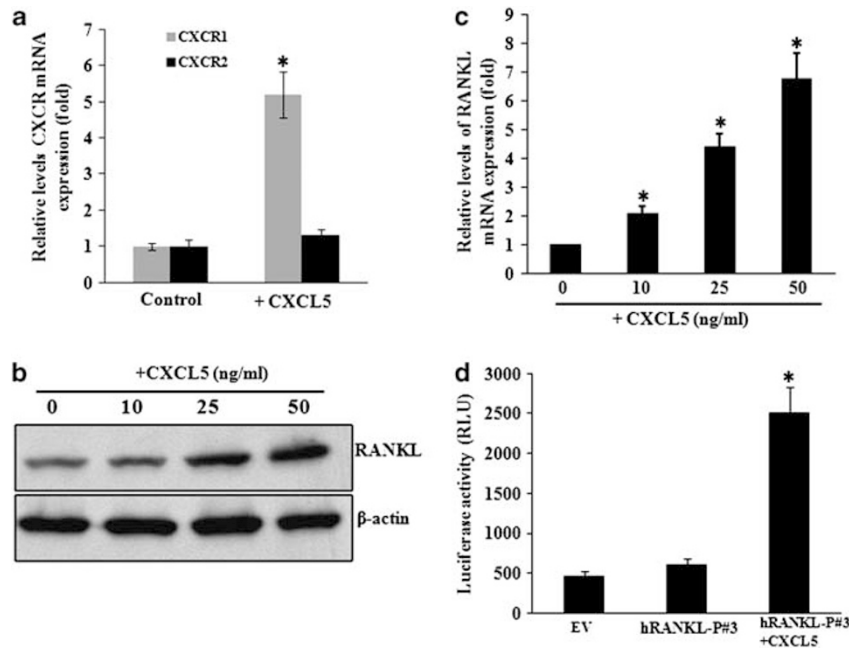 a
Relative levels CXCR mRNA
expression (fold)
7
6
5
4
3
2
1
0
CXCR1
CXCR2
*
Control
+ CXCL5
b
+CXCL5 (ng/ml)
0 10 25 50
RANKL
β-actin
c
Relative levels of RANKL
mRNA expression (fold)
9
8
7
6
5
4
3
2
1
0
*
*
*
0 10 25 50
+ CXCL5 (ng/ml)
d
Luciferase activity (RLU)
3000
2500
2000
1500
1000
500
0
*
EV
hRANKL-P#3
hRANKL-P#3
+CXCL5